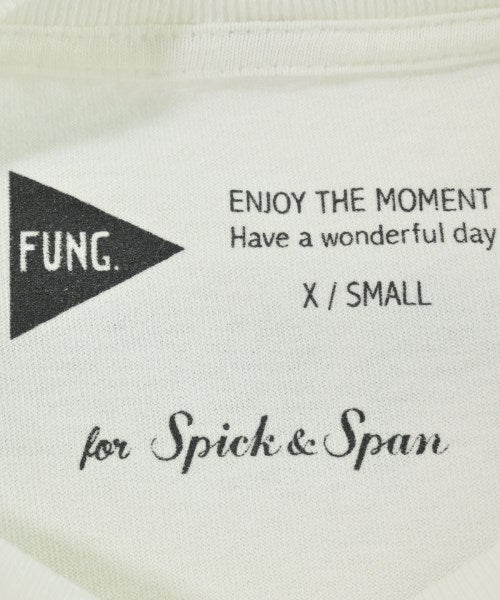 FUNG.
ENJOY THE MOMENT
Have a wonderful day
X / SMALL
for Spick & Span